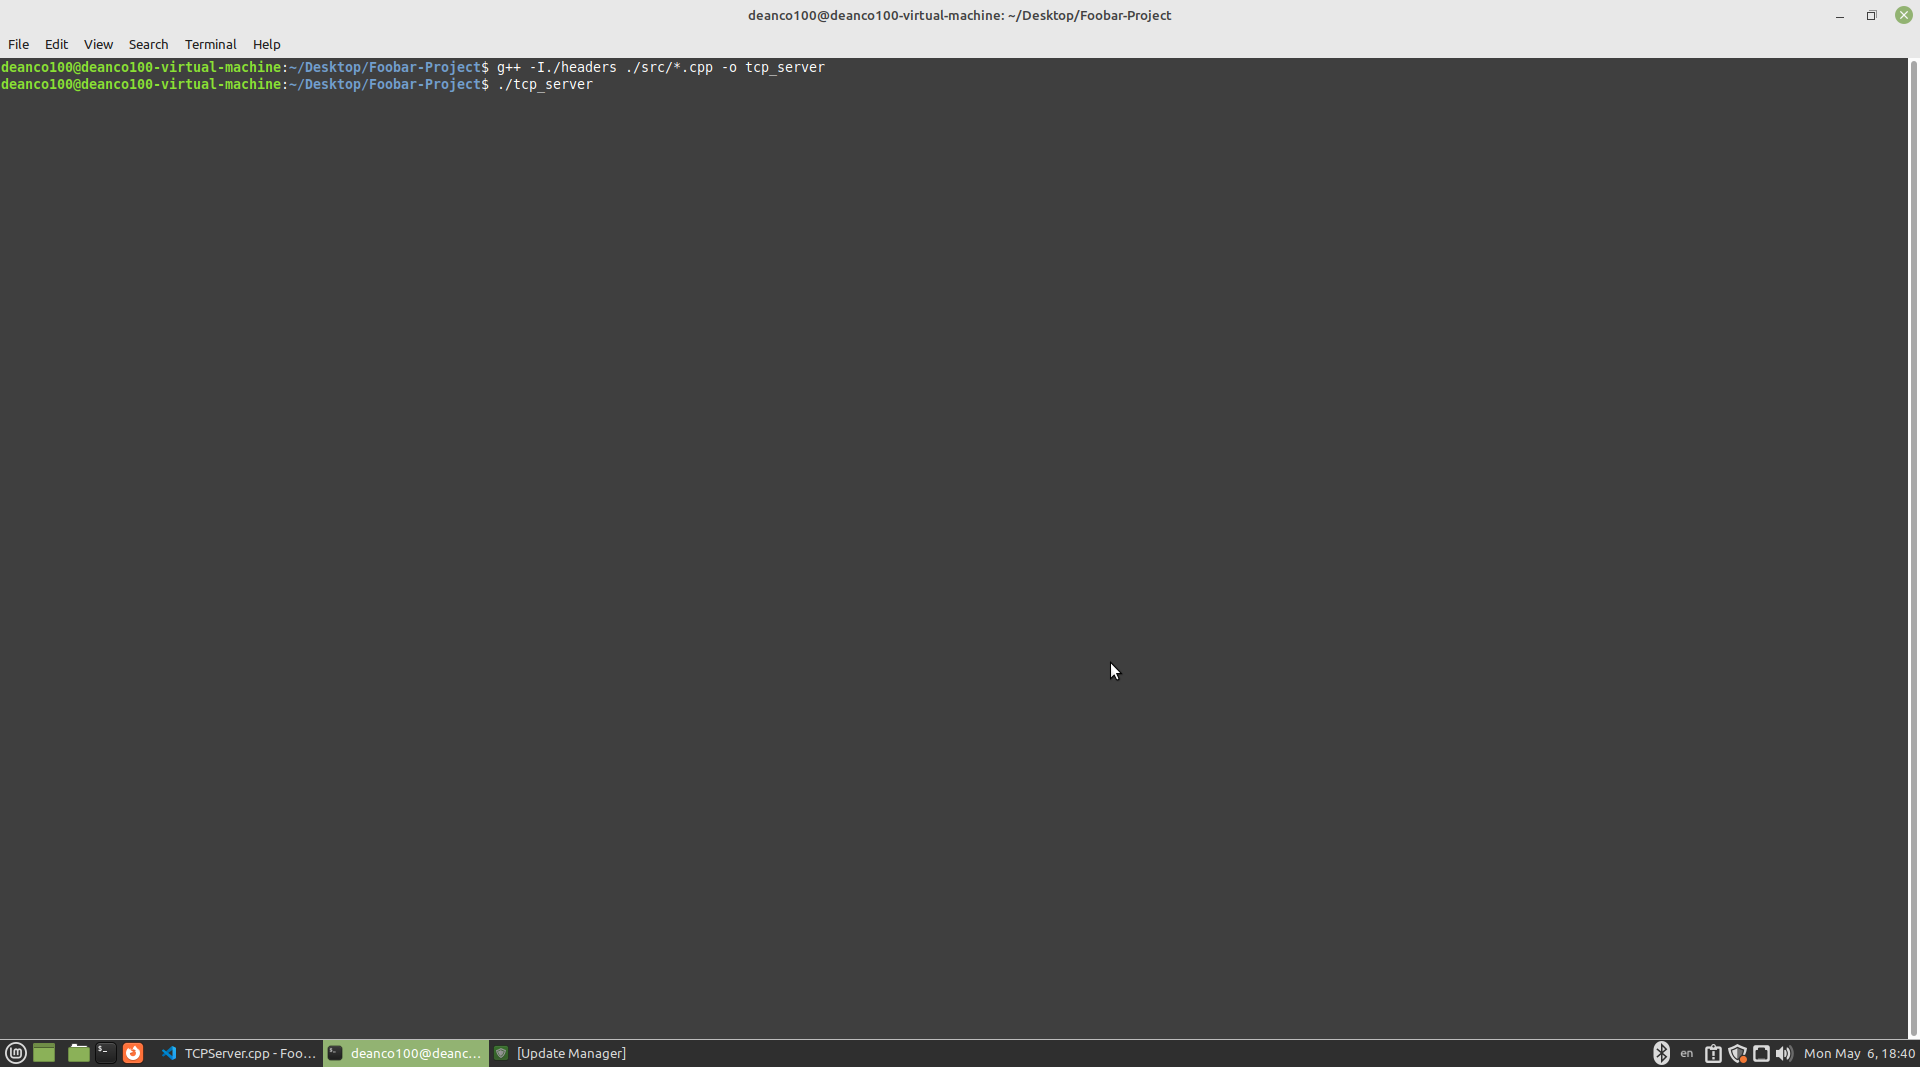 deanco100@deanco100-virtual-machine: ~/Desktop/Foobar-Project
File Edit View Search Terminal Help
deanco100@deanco100-virtual-machine:~/Desktop/Foobar-Project$ g++ -I./headers ./src/*.cpp -o tcp_server
deanco100@deanco100-virtual-machine:~/Desktop/Foobar-Project$ ./tcp_server
TCPServer.cpp - Foo... deanco100@deanc... [Update Manager] en Mon May 6, 18:40